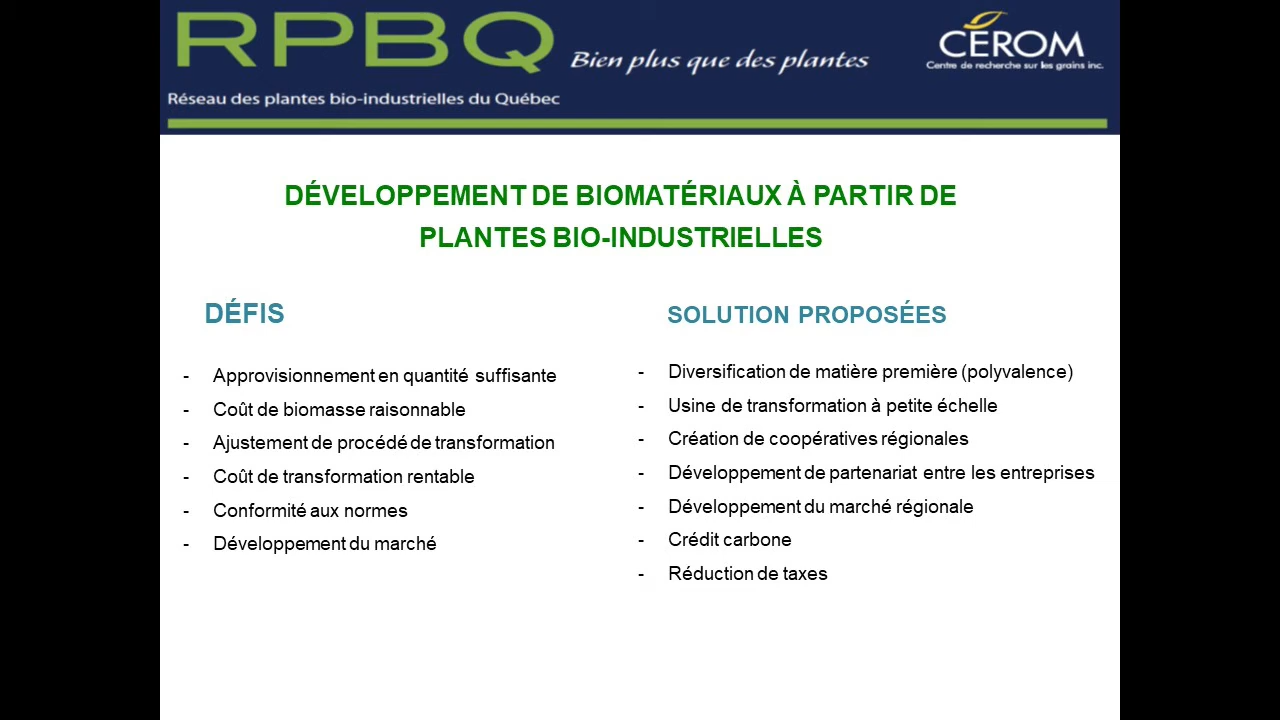 RPBQ
Bien plus que des plantes
CÉROM
Centre de recherche sur les grains inc.
Réseau des plantes bio-industrielles du Québec
DÉVELOPPEMENT DE BIOMATÉRIAUX À PARTIR DE
PLANTES BIO-INDUSTRIELLES
DÉFIS
- Approvisionnement en quantité suffisante
- Coût de biomasse raisonnable
- Ajustement de procédé de transformation
- Coût de transformation rentable
- Conformité aux normes
- Développement du marché
SOLUTION PROPOSÉES
- Diversification de matière première (polyvalence)
- Usine de transformation à petite échelle
- Création de coopératives régionales
- Développement de partenariat entre les entreprises
- Développement du marché régionale
- Crédit carbone
- Réduction de taxes